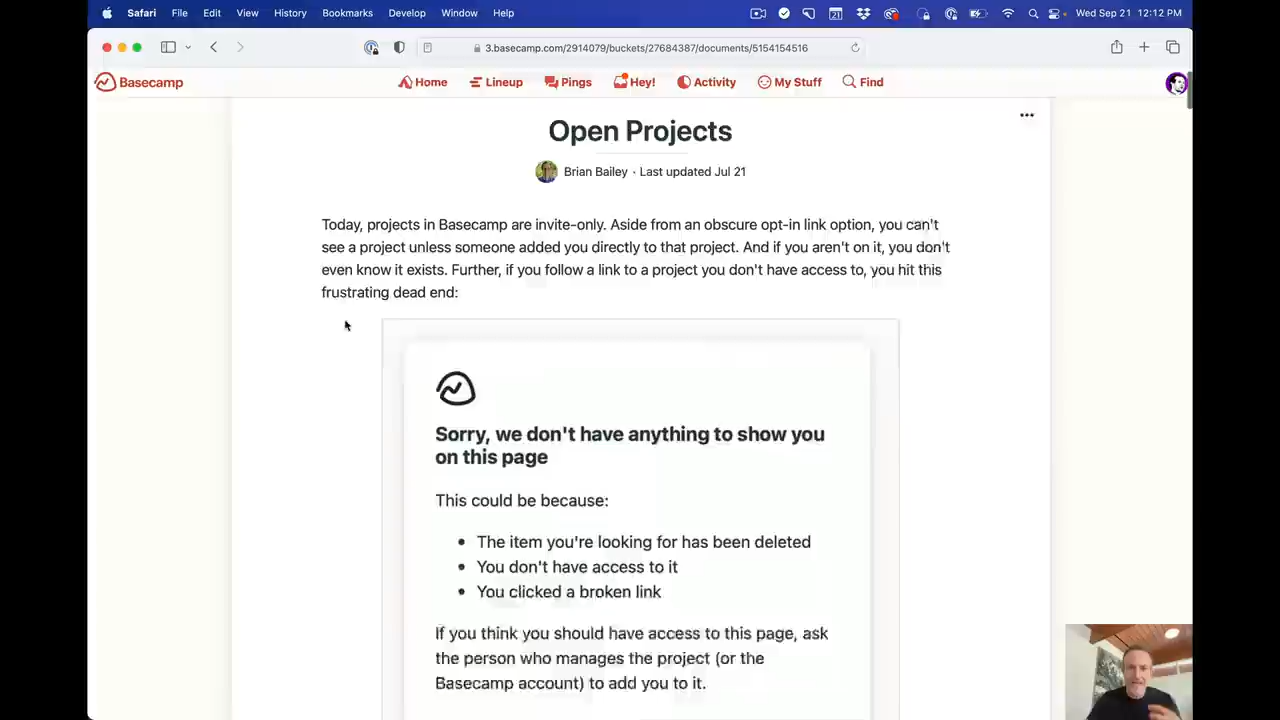 Safari File Edit View History Bookmarks Develop Window Help
21
Wed Sep 21 12:12 PM
3.basecamp.com/2914079/buckets/27684387/documents/5154154516
Basecamp
Home Lineup Pings Hey! Activity My Stuff Find
Open Projects
Brian Bailey · Last updated Jul 21
Today, projects in Basecamp are invite-only. Aside from an obscure opt-in link option, you can't
see a project unless someone added you directly to that project. And if you aren't on it, you don't
even know it exists. Further, if you follow a link to a project you don't have access to, you hit this
frustrating dead end:
Sorry, we don't have anything to show you
on this page
This could be because:
• The item you're looking for has been deleted
• You don't have access to it
• You clicked a broken link
If you think you should have access to this page, ask
the person who manages the project (or the
Basecamp account) to add you to it.